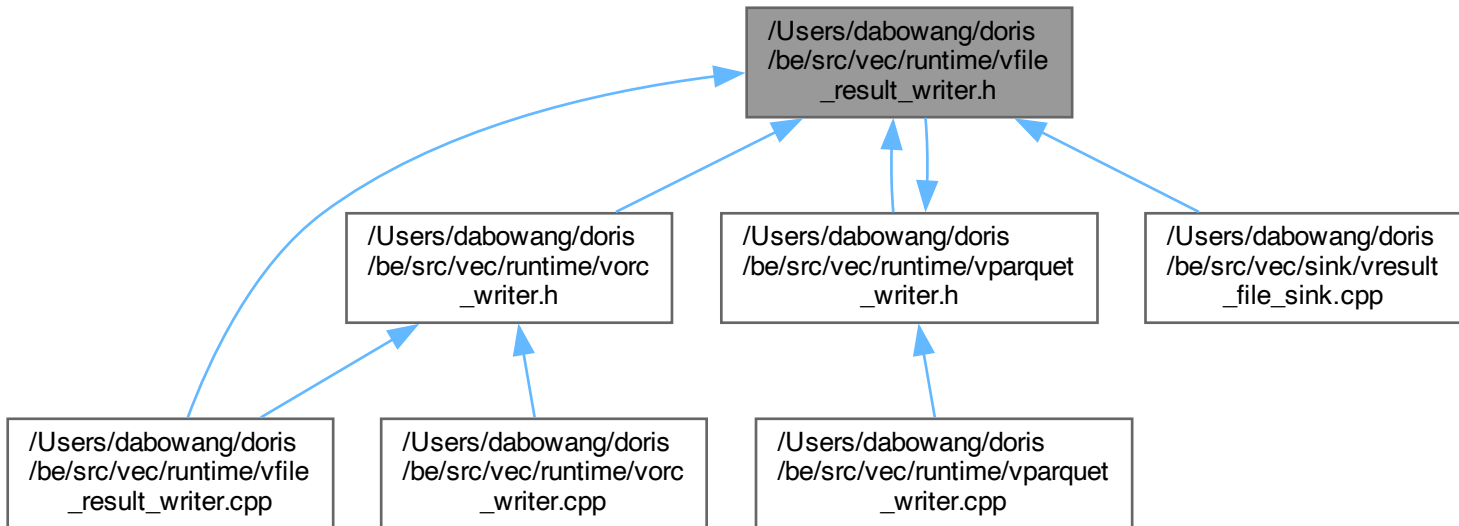 /Users/dabowang/doris
/be/src/vec/runtime/vfile
_result_writer.h
/Users/dabowang/doris
/be/src/vec/runtime/vorc
_writer.h
/Users/dabowang/doris
/be/src/vec/runtime/vparquet
_writer.h
/Users/dabowang/doris
/be/src/vec/sink/vresult
_file_sink.cpp
/Users/dabowang/doris
/be/src/vec/runtime/vfile
_result_writer.cpp
/Users/dabowang/doris
/be/src/vec/runtime/vorc
_writer.cpp
/Users/dabowang/doris
/be/src/vec/runtime/vparquet
_writer.cpp